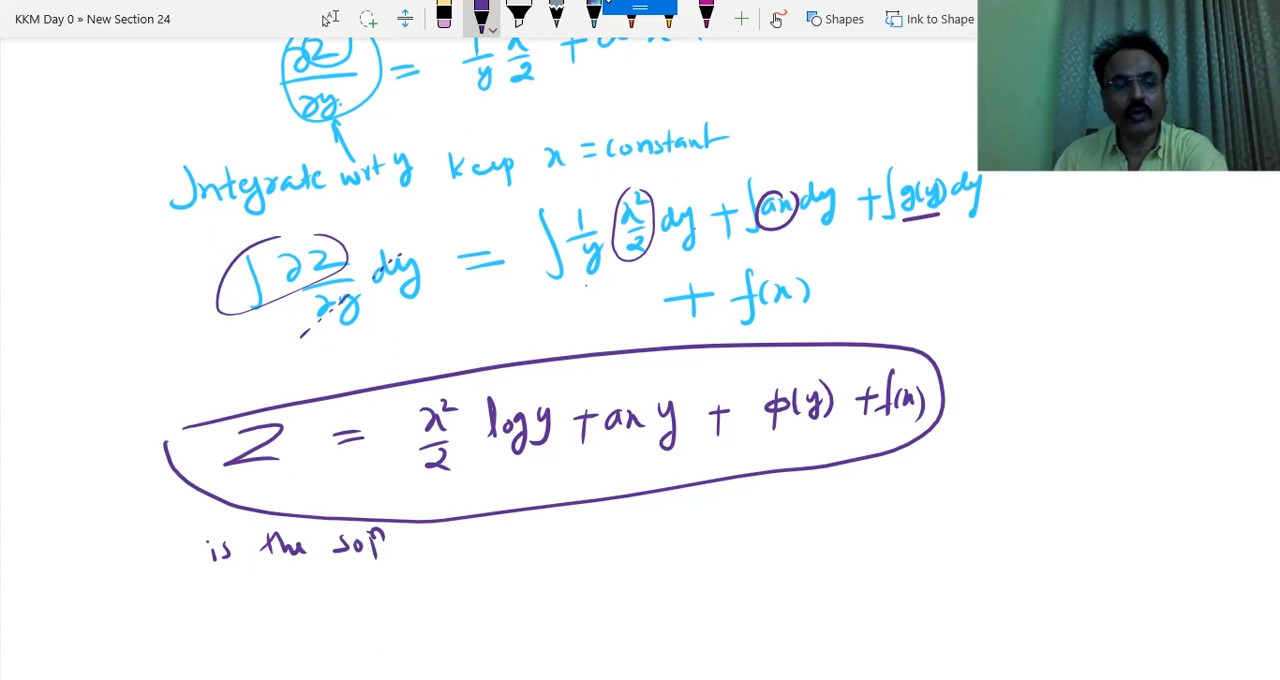 KKM Day 0 » New Section 24
Shapes
Ink to Shape
∂Z/∂y = 1/y x/2 +
Integrate wrt y keep x = constant
∫ ∂Z/∂y dy = ∫ 1/y x²/2 dy + ∫ ax dy + ∫ g(y) dy
+ f(x)
Z = x²/2 log y + ax y + φ(y) + f(x)
is the sol